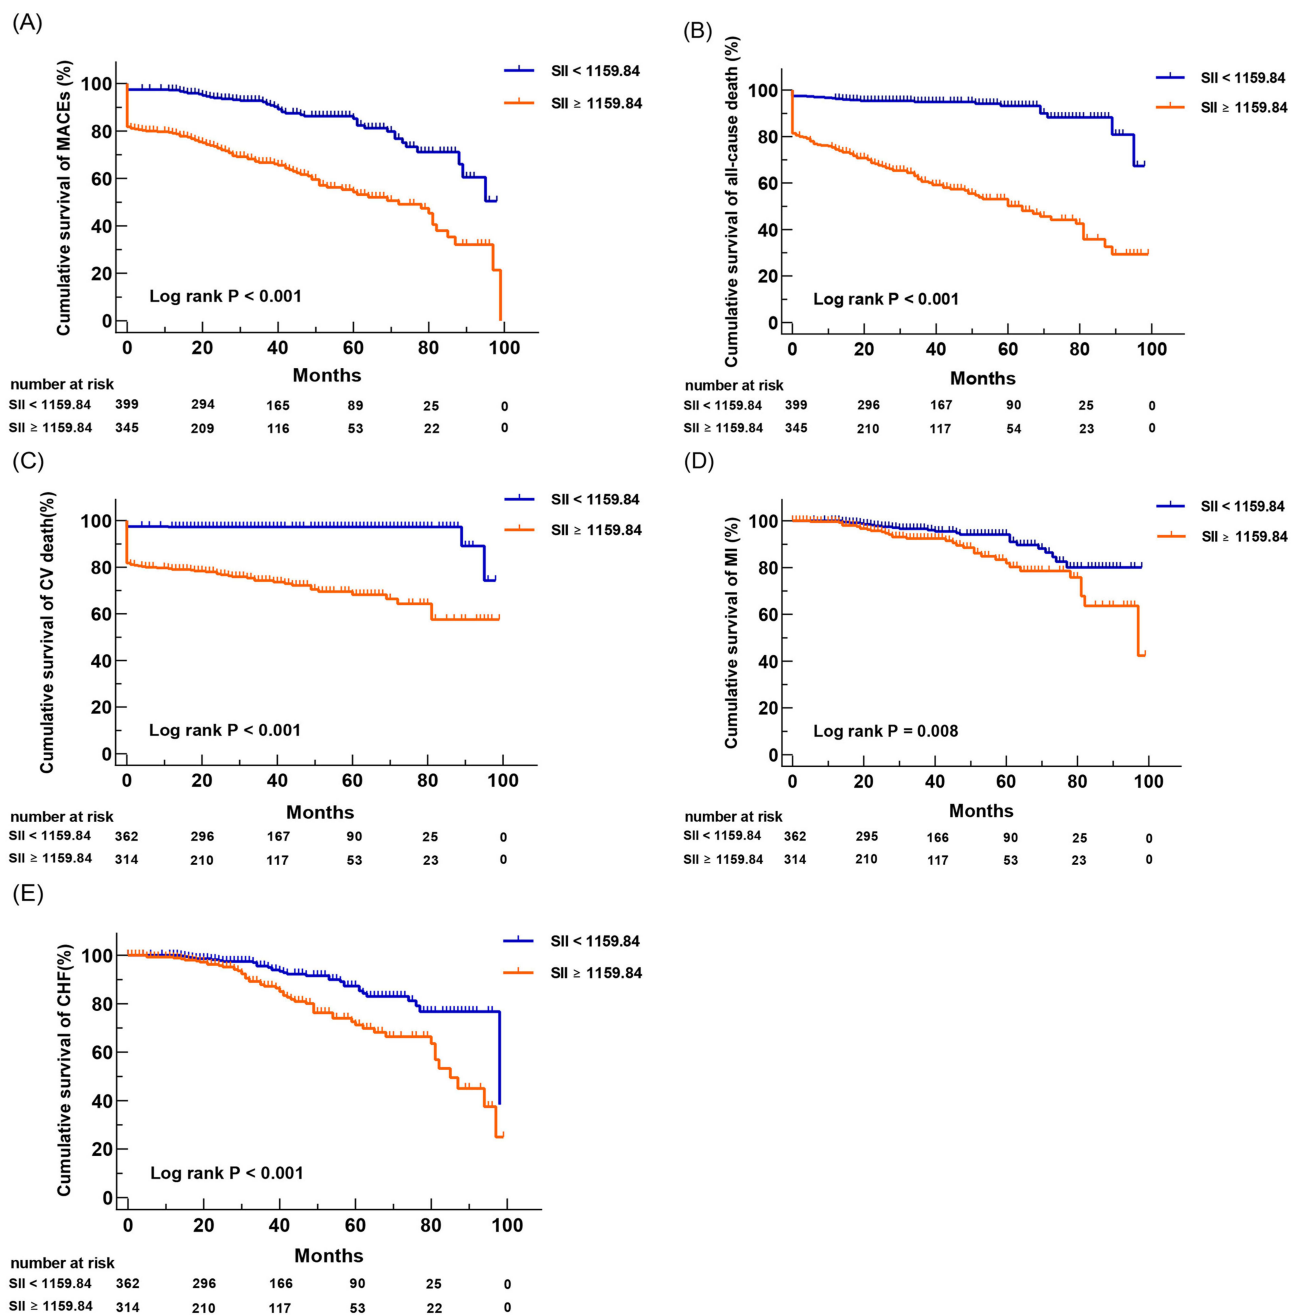 (A)
Cumulative survival of MACEs (%)
SII < 1159.84
SII ≥ 1159.84
100
80
60
40
20
0
Log rank P < 0.001
0 20 40 60 80 100
Months
number at risk
SII < 1159.84 399 294 165 89 25 0
SII ≥ 1159.84 345 209 116 53 22 0
(B)
Cumulative survival of all-cause death (%)
SII < 1159.84
SII ≥ 1159.84
100
80
60
40
20
0
Log rank P < 0.001
0 20 40 60 80 100
Months
number at risk
SII < 1159.84 399 296 167 90 25 0
SII ≥ 1159.84 345 210 117 54 23 0
(C)
Cumulative survival of CV death(%)
SII < 1159.84
SII ≥ 1159.84
100
80
60
40
20
0
Log rank P < 0.001
0 20 40 60 80 100
Months
number at risk
SII < 1159.84 362 296 167 90 25 0
SII ≥ 1159.84 314 210 117 53 23 0
(D)
Cumulative survival of MI (%)
SII < 1159.84
SII ≥ 1159.84
100
80
60
40
20
0
Log rank P = 0.008
0 20 40 60 80 100
Months
number at risk
SII < 1159.84 362 295 166 90 25 0
SII ≥ 1159.84 314 210 117 53 23 0
(E)
Cumulative survival of CHF(%)
SII < 1159.84
SII ≥ 1159.84
100
80
60
40
20
0
Log rank P < 0.001
0 20 40 60 80 100
Months
number at risk
SII < 1159.84 362 296 166 90 25 0
SII ≥ 1159.84 314 210 117 53 22 0